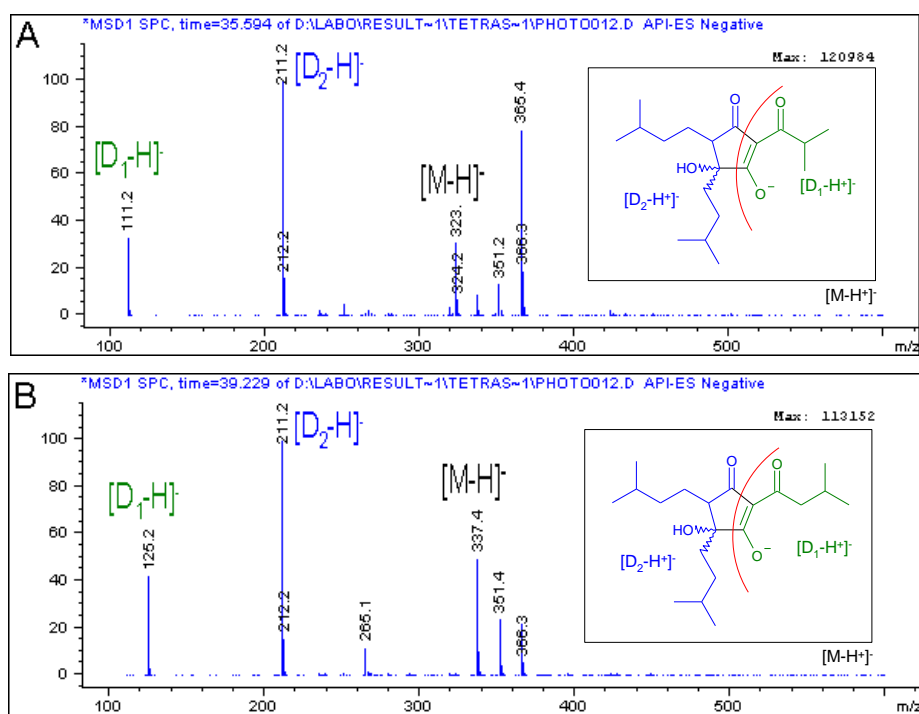 A
*MSD1 SPC, time=35.594 of D:\LABO\RESULT~1\TETRAS~1\PHOTO012.D API-ES Negative
Max: 120984
[D2-H]-
211.2
365.4
[D1-H]-
111.2
[M-H]-
323.
212.2
324.2
351.2
366.3
O
O
HO
O−
[D2-H+]-
[D1-H+]-
[M-H+]-
100
80
60
40
20
0
100
200
300
400
500
m/z
B
*MSD1 SPC, time=39.229 of D:\LABO\RESULT~1\TETRAS~1\PHOTO012.D API-ES Negative
Max: 113152
[D2-H]-
211.2
[D1-H]-
125.2
[M-H]-
337.4
212.2
265.1
351.4
366.3
O
O
HO
O−
[D2-H+]-
[D1-H+]-
[M-H+]-
100
80
60
40
20
0
100
200
300
400
500
m/z